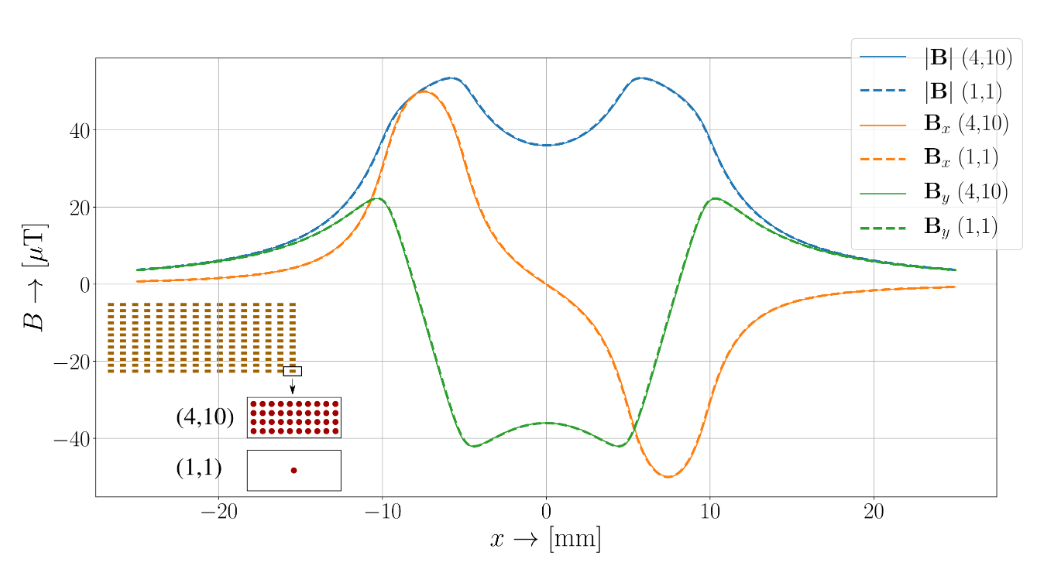 |B| (4,10)
|B| (1,1)
Bx (4,10)
Bx (1,1)
By (4,10)
By (1,1)
B → [μT]
40
20
0
−20
−40
(4,10)
(1,1)
−20 −10 0 10 20
x → [mm]